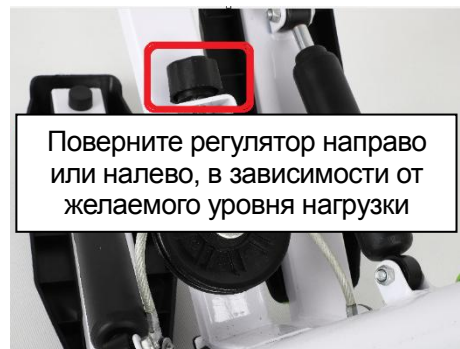 Поверните регулятор направо
или налево, в зависимости от
желаемого уровня нагрузки